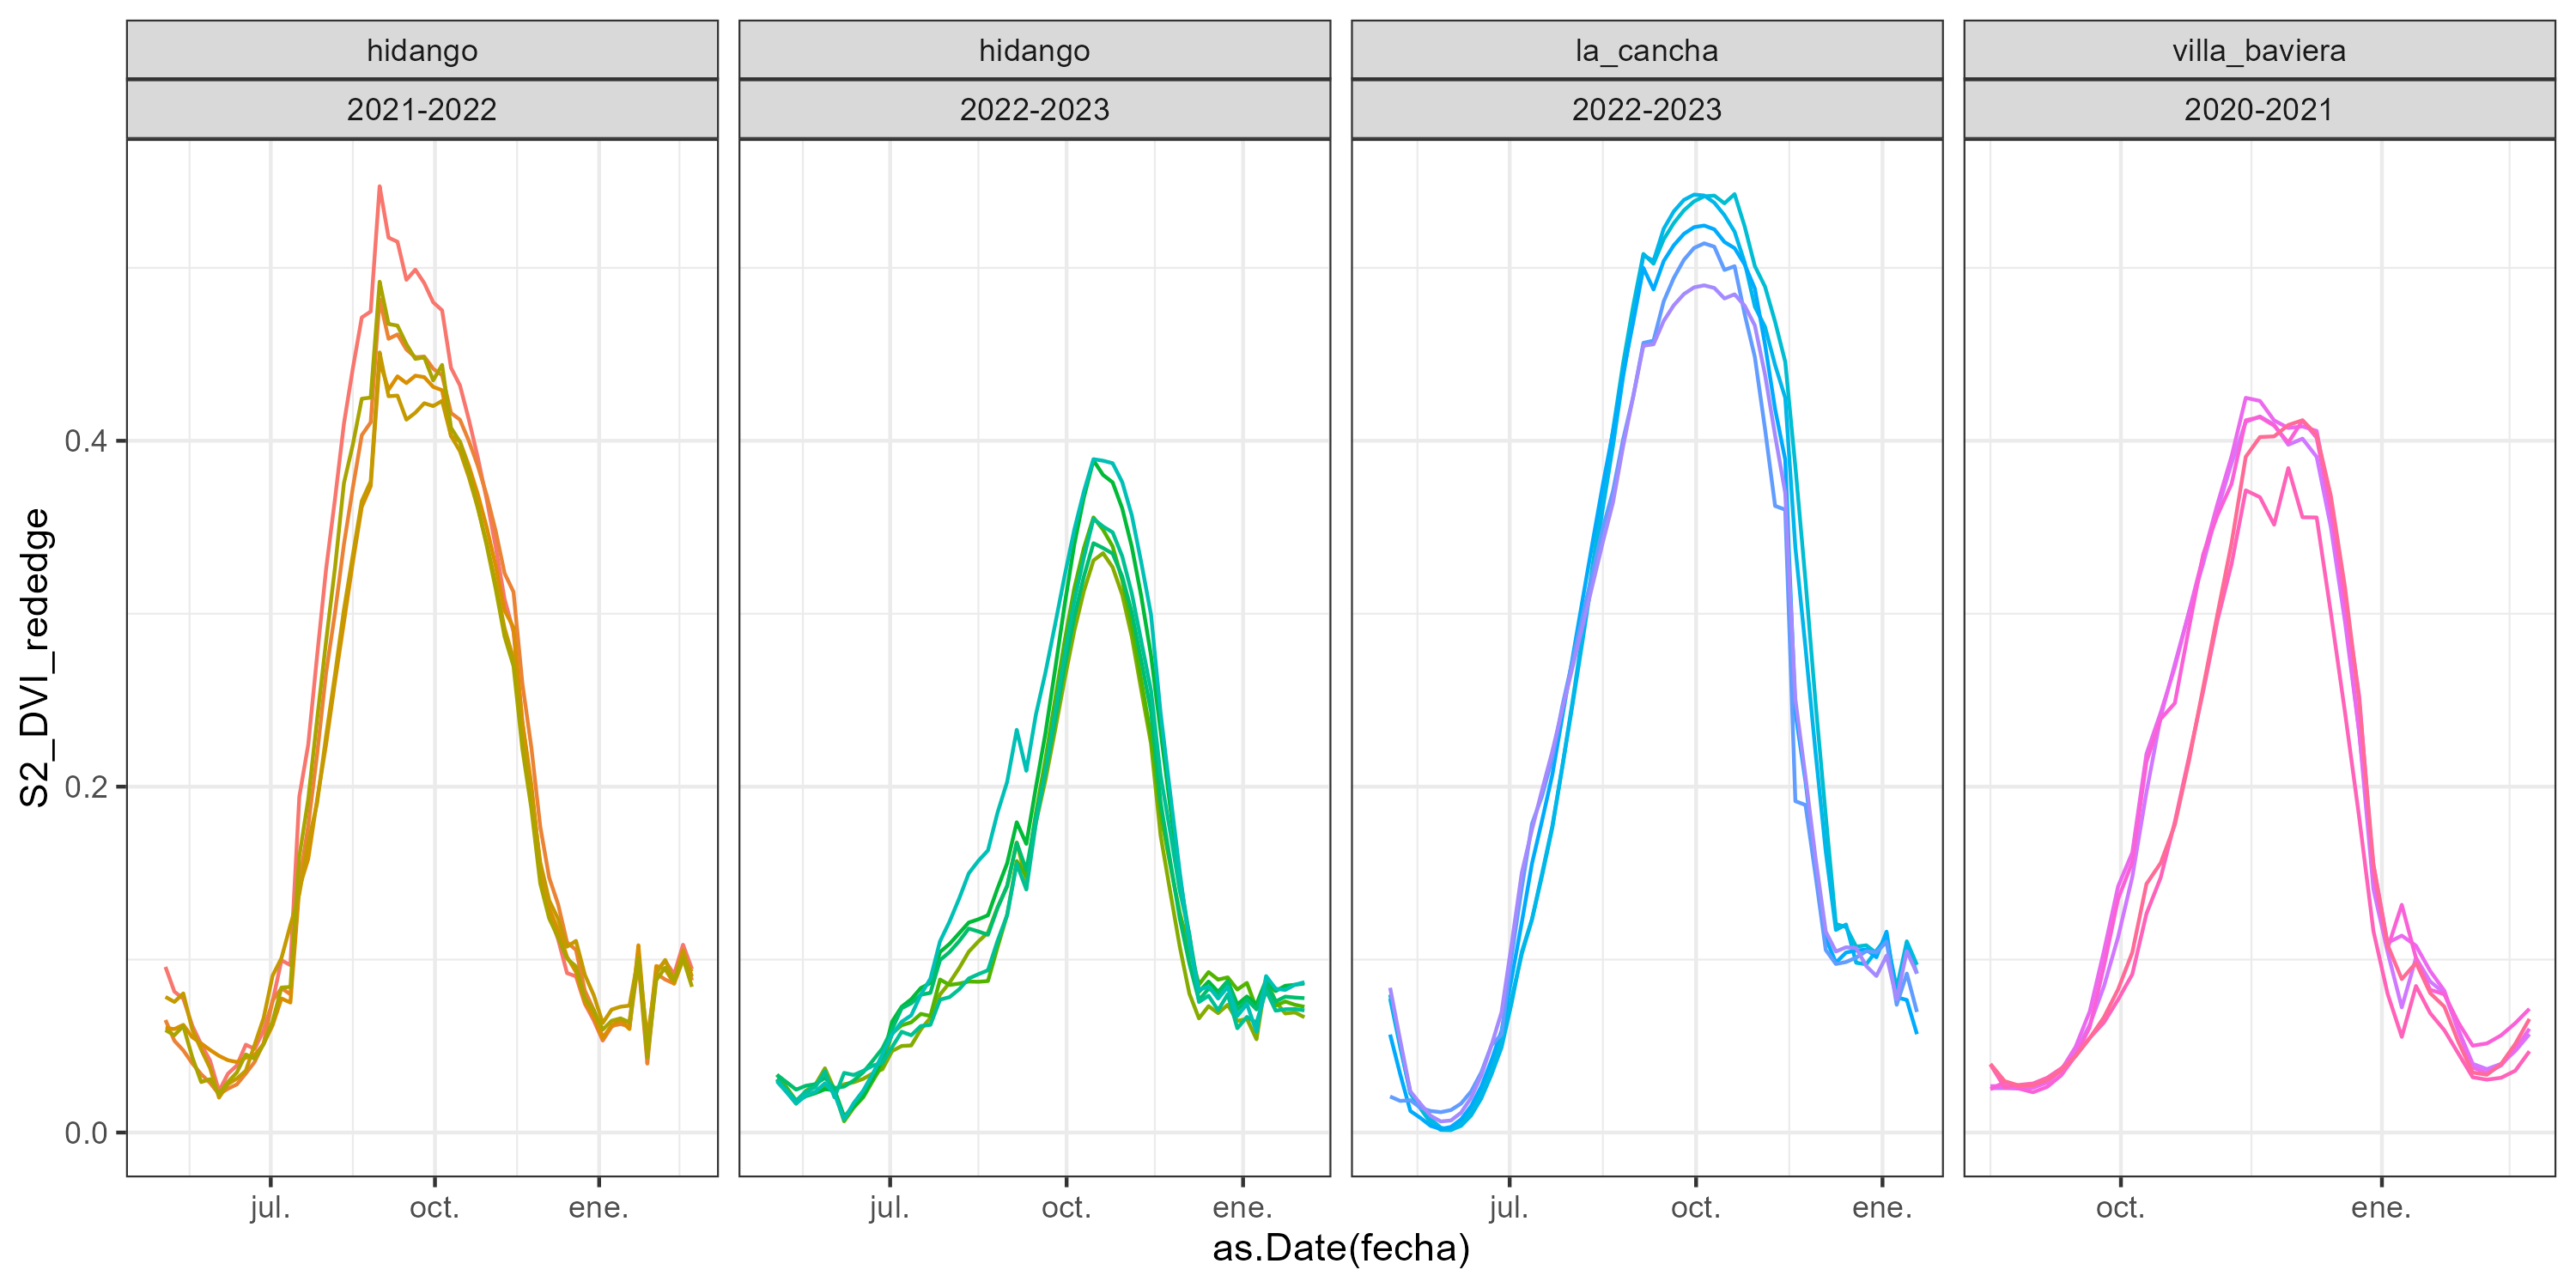 hidango
hidango
la_cancha
villa_baviera
2021-2022
2022-2023
2022-2023
2020-2021
S2_DVI_rededge
0.4
0.2
0.0
jul.
oct.
ene.
jul.
oct.
ene.
jul.
oct.
ene.
oct.
ene.
as.Date(fecha)